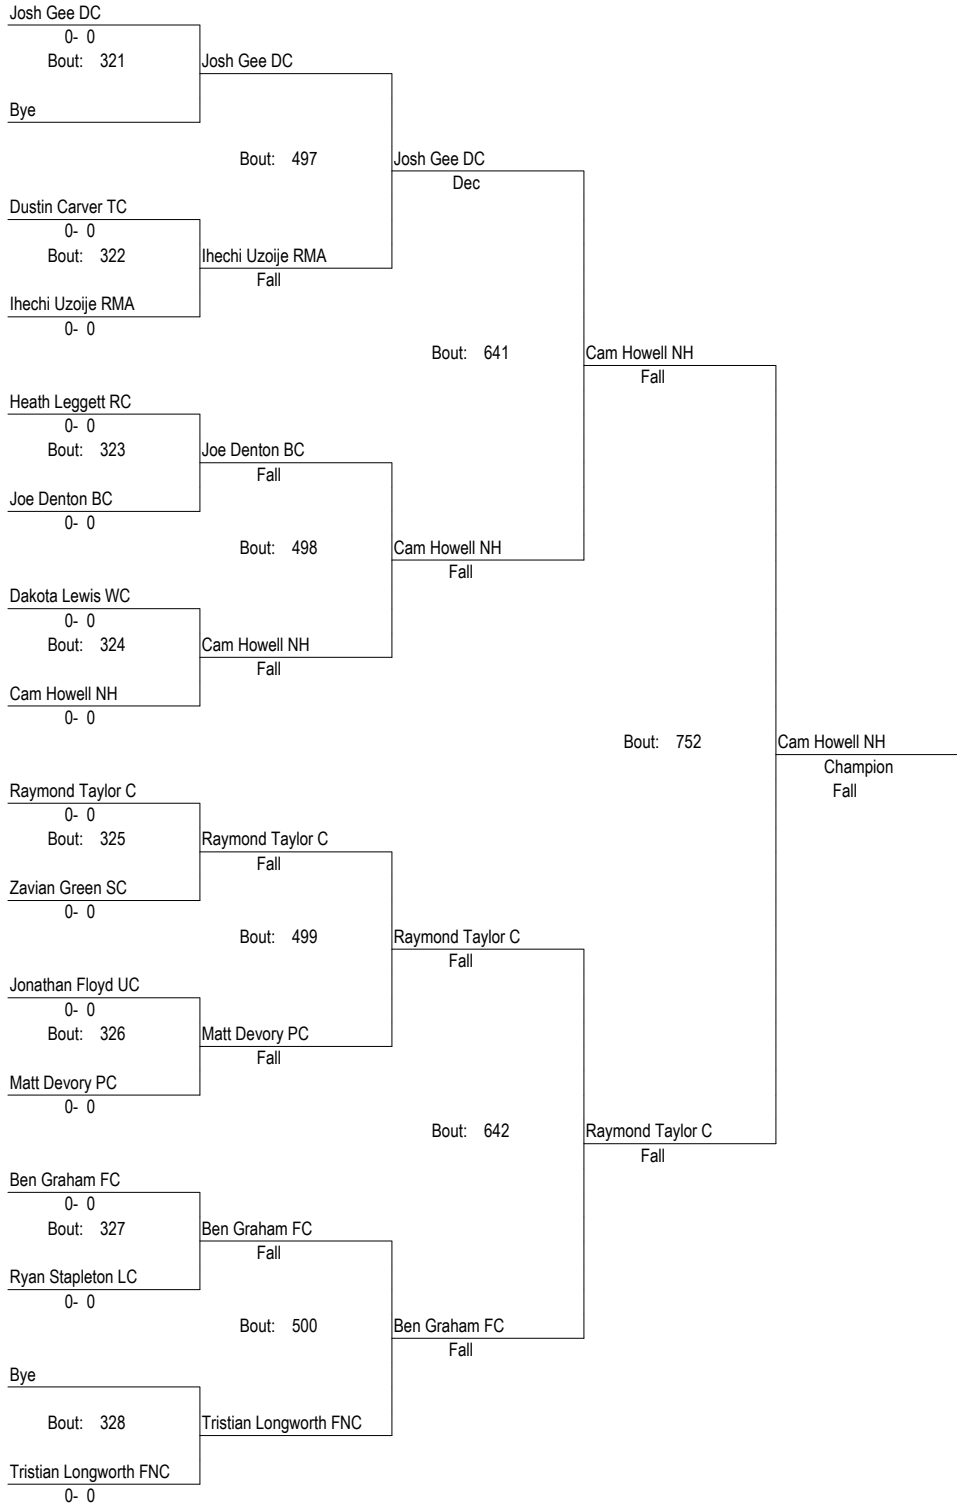 Josh Gee DC
0- 0
Bout: 321
Josh Gee DC
Bye
Bout: 497
Josh Gee DC
Dec
Dustin Carver TC
0- 0
Bout: 322
Ihechi Uzoije RMA
Fall
Ihechi Uzoije RMA
0- 0
Bout: 641
Cam Howell NH
Fall
Heath Leggett RC
0- 0
Bout: 323
Joe Denton BC
Fall
Joe Denton BC
0- 0
Bout: 498
Cam Howell NH
Fall
Dakota Lewis WC
0- 0
Bout: 324
Cam Howell NH
Fall
Cam Howell NH
0- 0
Bout: 752
Cam Howell NH
Champion
Fall
Raymond Taylor C
0- 0
Bout: 325
Raymond Taylor C
Fall
Zavian Green SC
0- 0
Bout: 499
Raymond Taylor C
Fall
Jonathan Floyd UC
0- 0
Bout: 326
Matt Devory PC
Fall
Matt Devory PC
0- 0
Bout: 642
Raymond Taylor C
Fall
Ben Graham FC
0- 0
Bout: 327
Ben Graham FC
Fall
Ryan Stapleton LC
0- 0
Bout: 500
Ben Graham FC
Fall
Bye
Bout: 328
Tristian Longworth FNC
Tristian Longworth FNC
0- 0